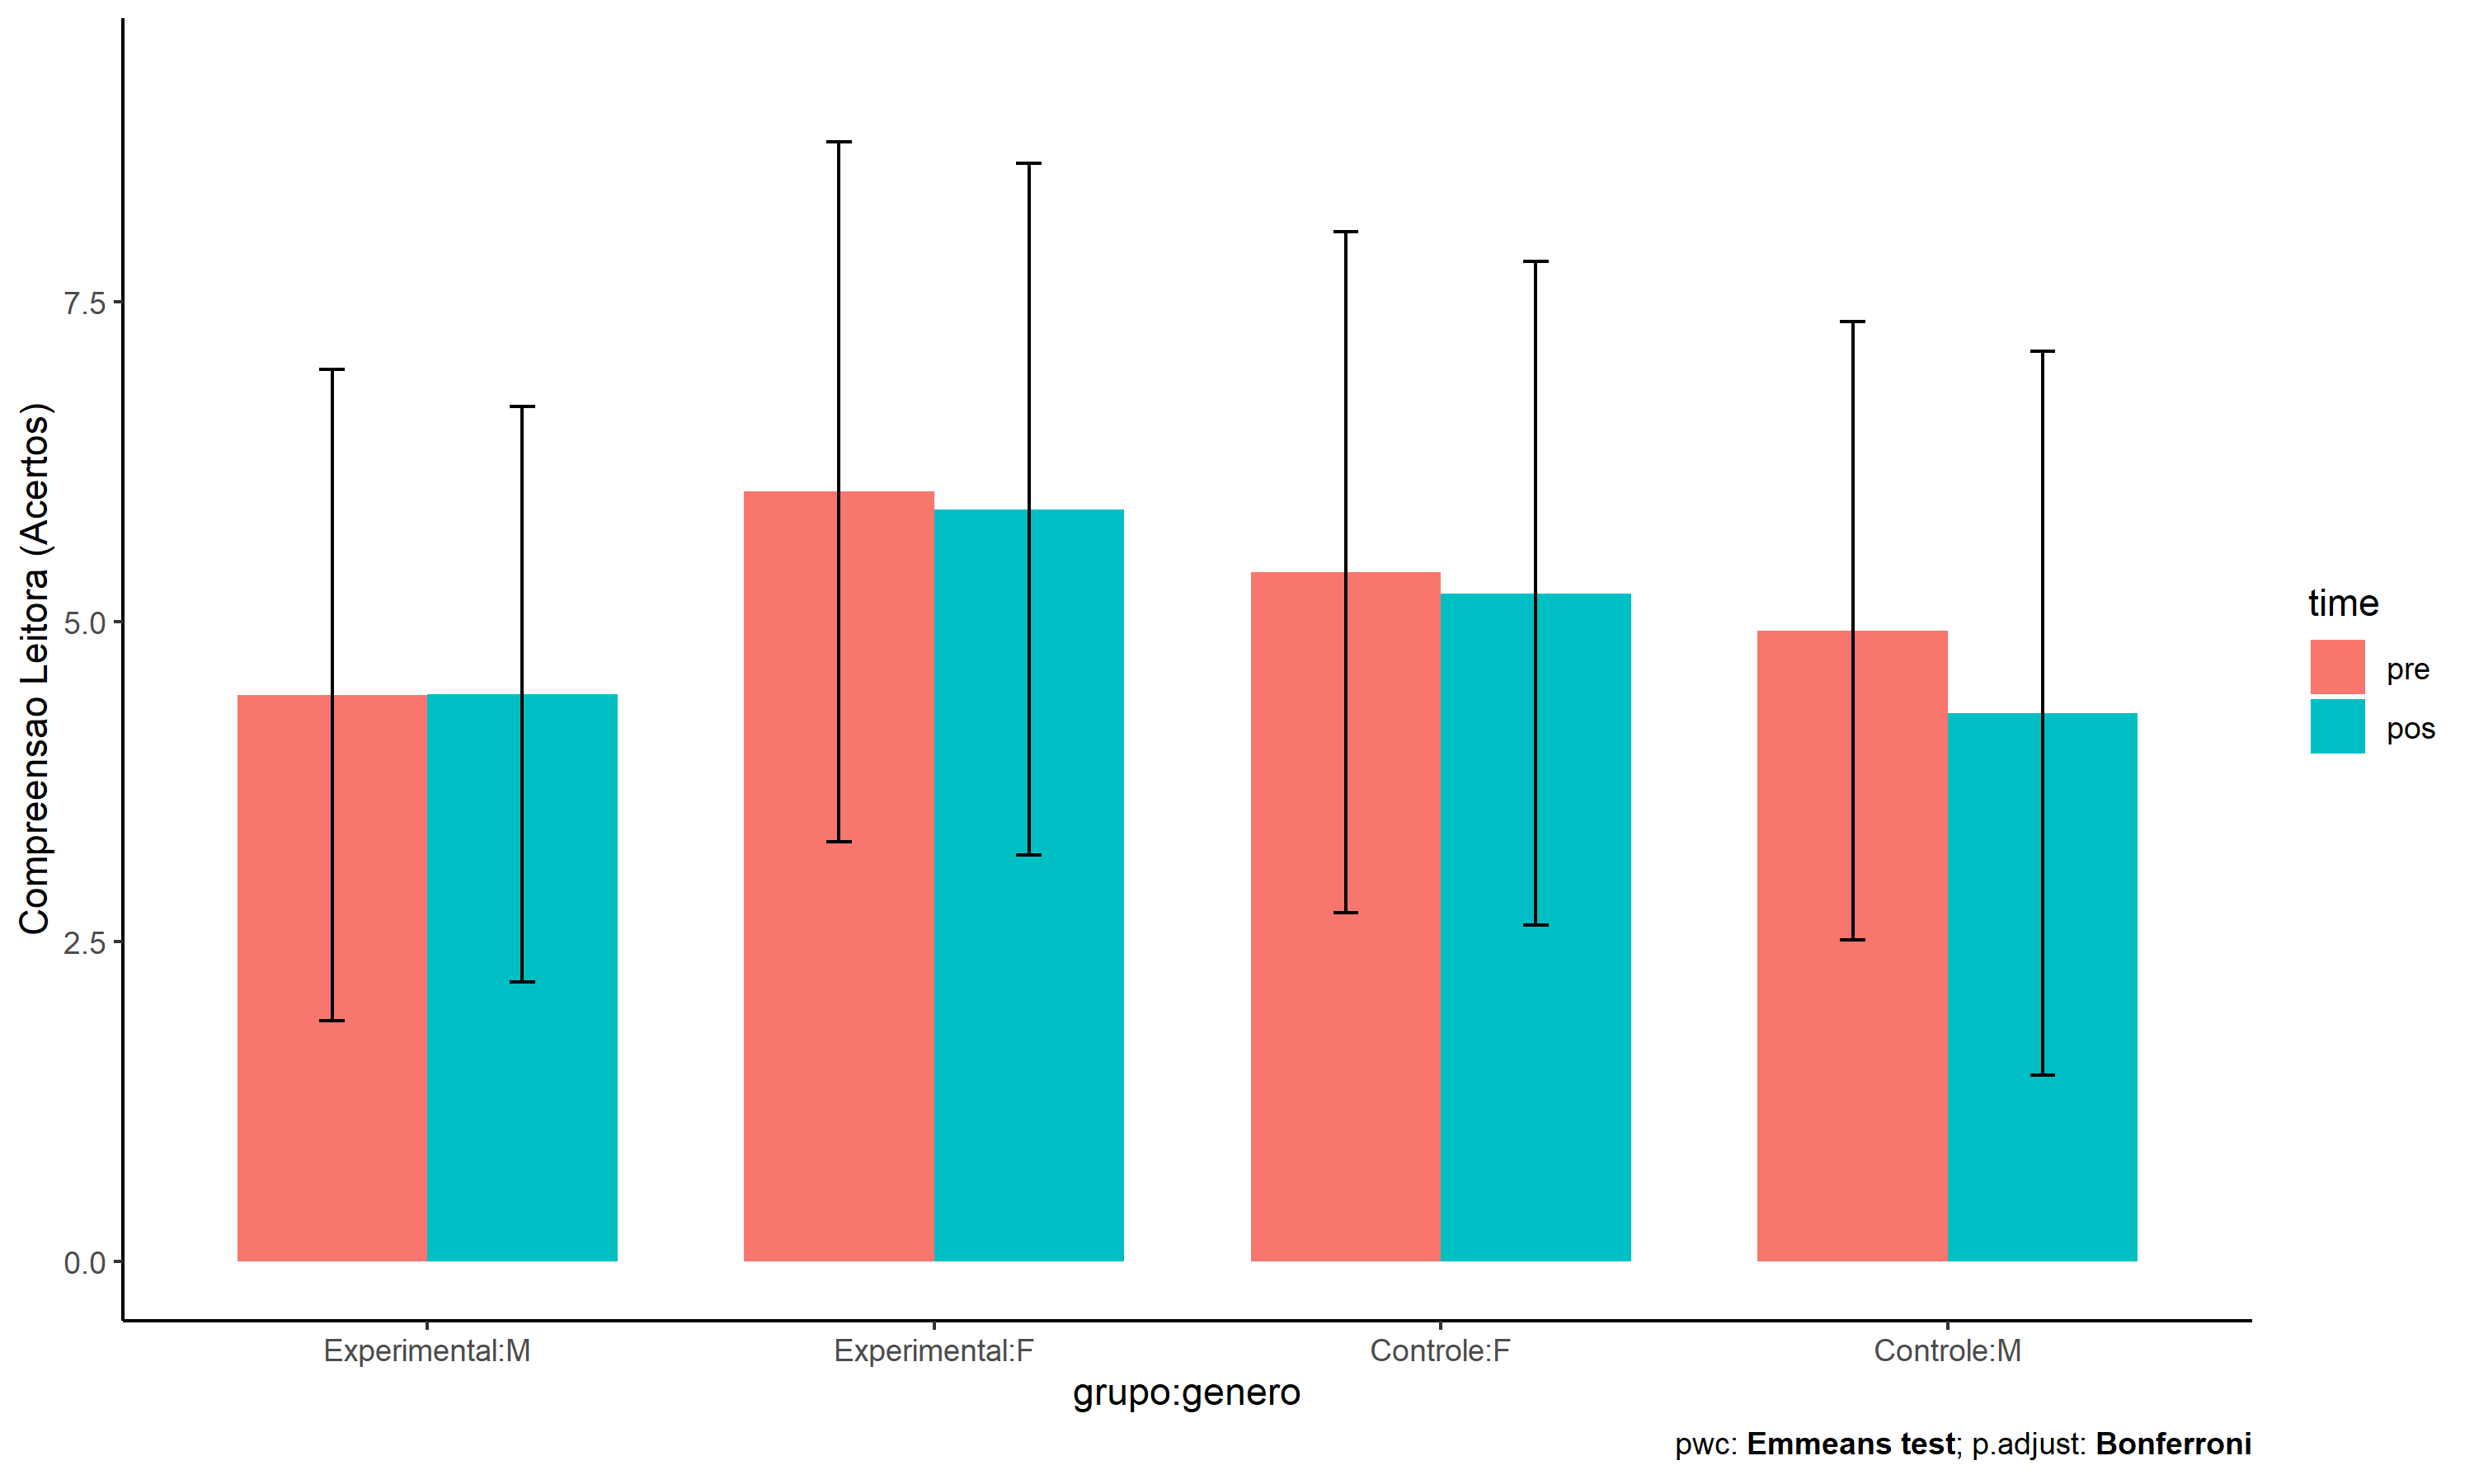 Compreensao Leitora (Acertos)
7.5
5.0
2.5
0.0
Experimental:M
Experimental:F
Controle:F
Controle:M
grupo:genero
time
pre
pos
pwc: Emmeans test; p.adjust: Bonferroni